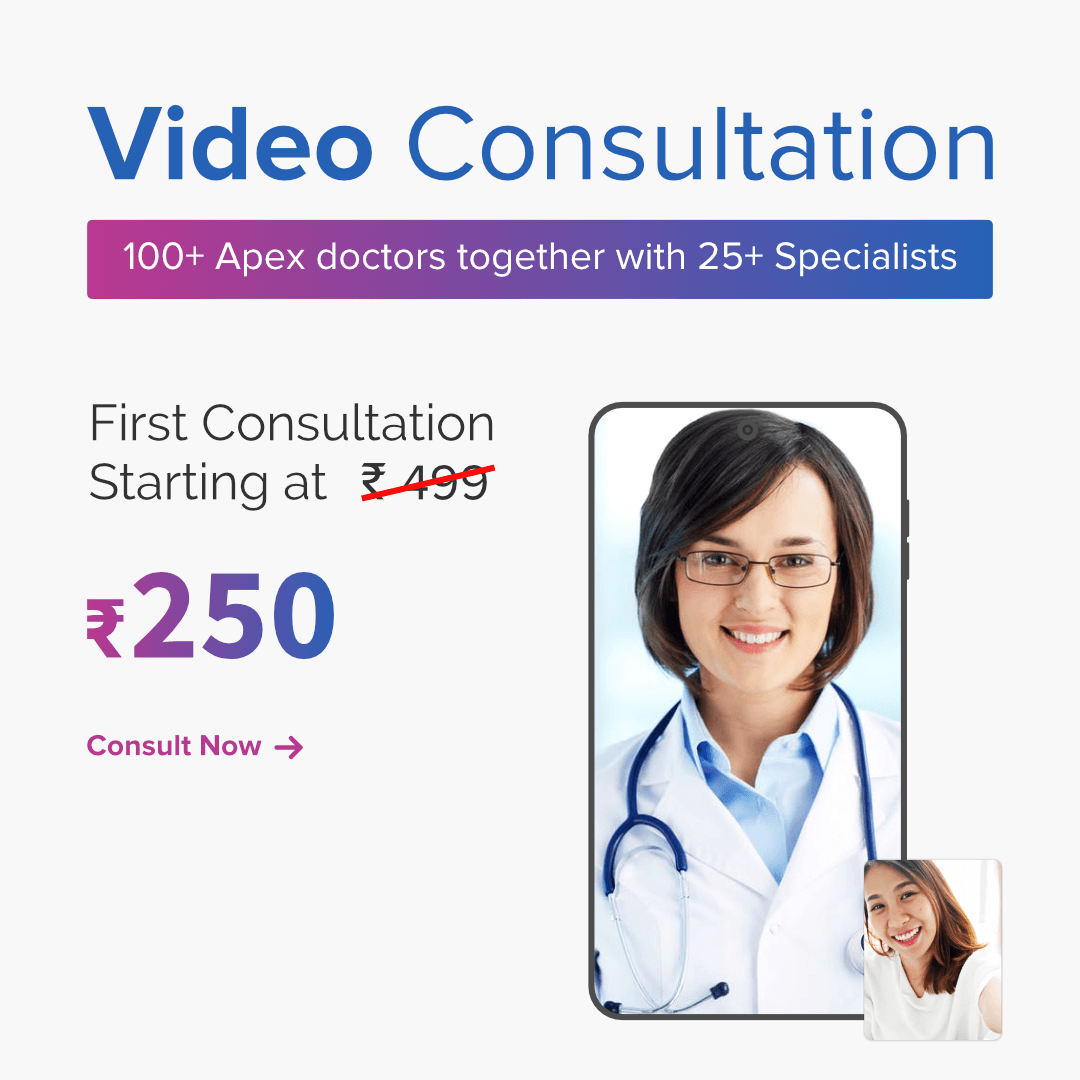 Video Consultation
100+ Apex doctors together with 25+ Specialists
First Consultation
Starting at ₹ 499
₹250
Consult Now →